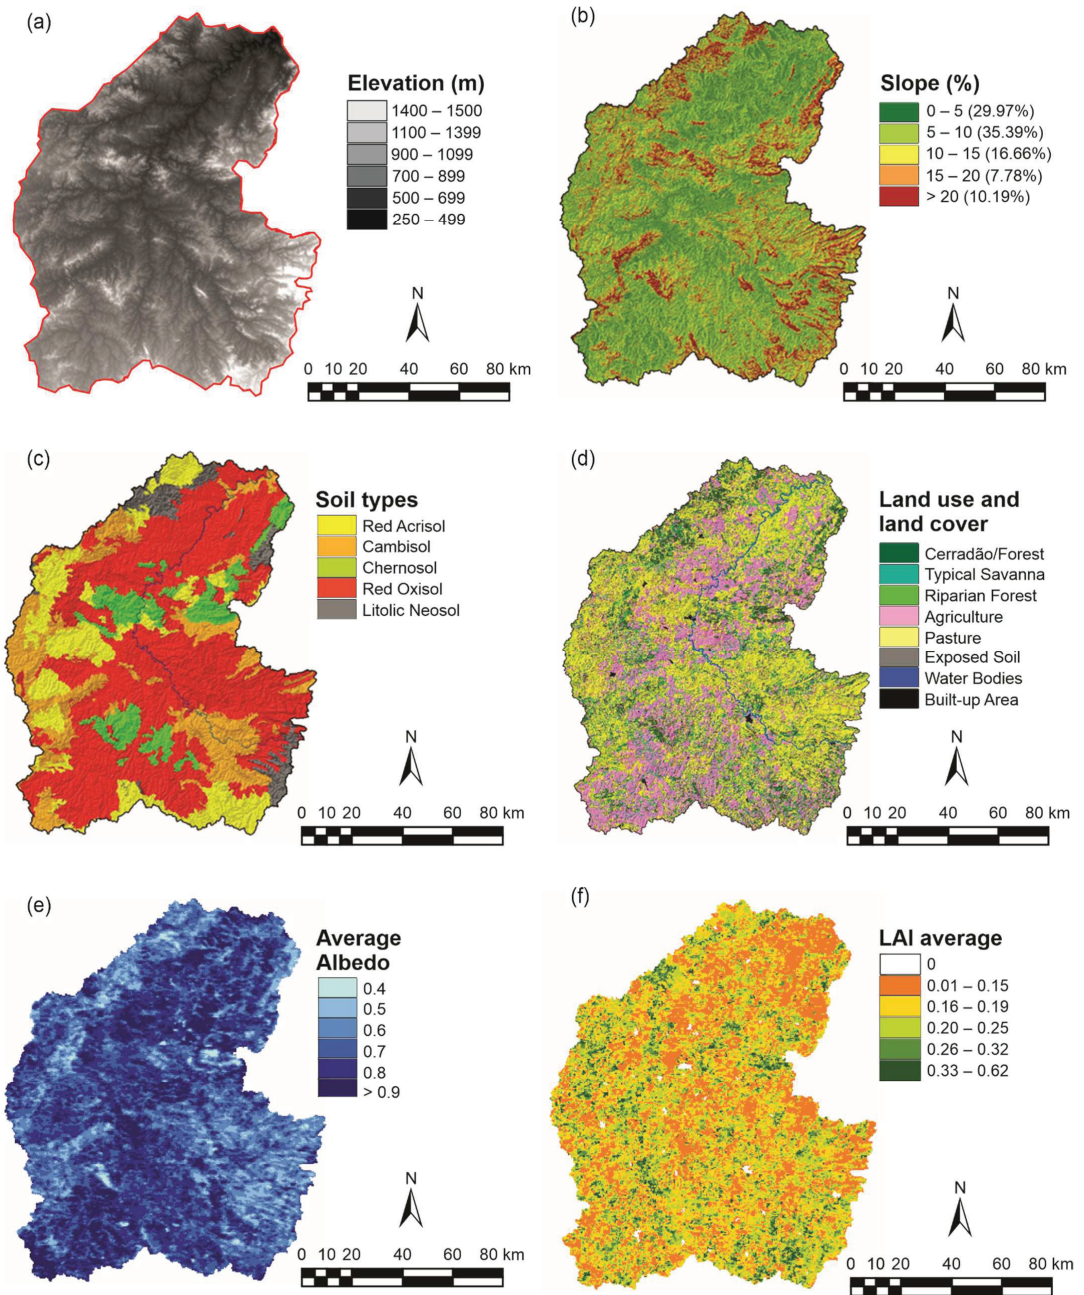 (a)
Elevation (m)
1400 – 1500
1100 – 1399
900 – 1099
700 – 899
500 – 699
250 – 499
N
0 10 20 40 60 80 km
(b)
Slope (%)
0 – 5 (29.97%)
5 – 10 (35.39%)
10 – 15 (16.66%)
15 – 20 (7.78%)
> 20 (10.19%)
N
0 10 20 40 60 80 km
(c)
Soil types
Red Acrisol
Cambisol
Chernosol
Red Oxisol
Litolic Neosol
N
0 10 20 40 60 80 km
(d)
Land use and
land cover
Cerradão/Forest
Typical Savanna
Riparian Forest
Agriculture
Pasture
Exposed Soil
Water Bodies
Built-up Area
N
0 10 20 40 60 80 km
(e)
Average
Albedo
0.4
0.5
0.6
0.7
0.8
> 0.9
N
0 10 20 40 60 80 km
(f)
LAI average
0
0.01 – 0.15
0.16 – 0.19
0.20 – 0.25
0.26 – 0.32
0.33 – 0.62
N
0 10 20 40 60 80 km